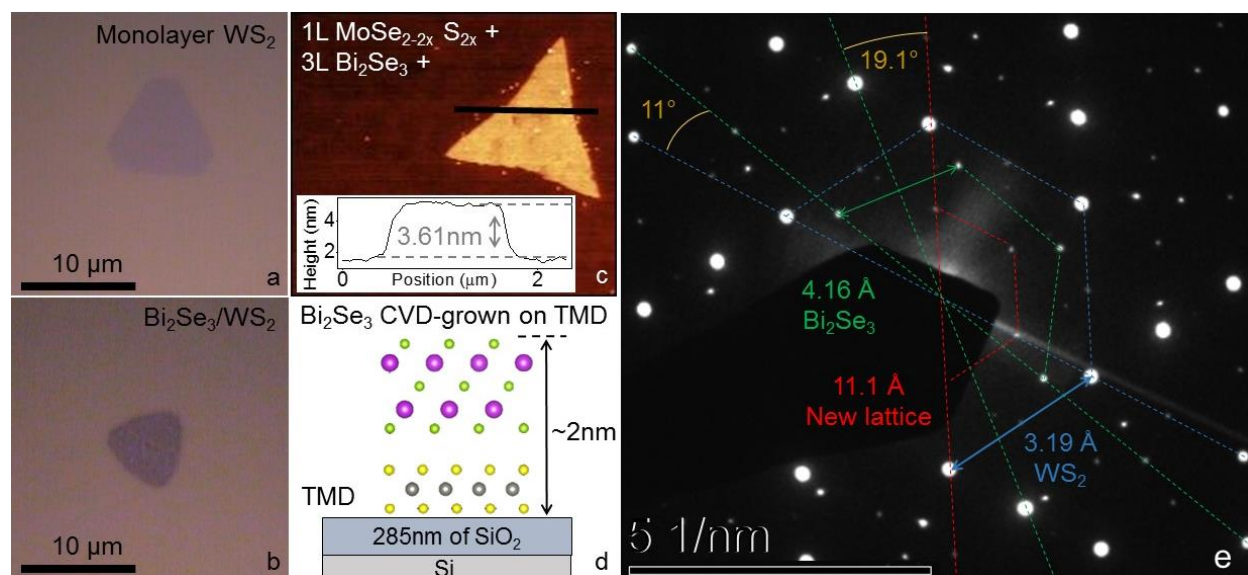 Monolayer WS₂
10 µm
a
Bi₂Se₃/WS₂
10 µm
b
1L MoSe₂₋₂ₓ S₂ₓ +
3L Bi₂Se₃ +
Height (nm)
4
2
3.61nm
0
Position (µm)
2
c
Bi₂Se₃ CVD-grown on TMD
~2nm
TMD
285nm of SiO₂
Si
d
19.1°
11°
4.16 Å
Bi₂Se₃
11.1 Å
New lattice
3.19 Å
WS₂
5 1/nm
e